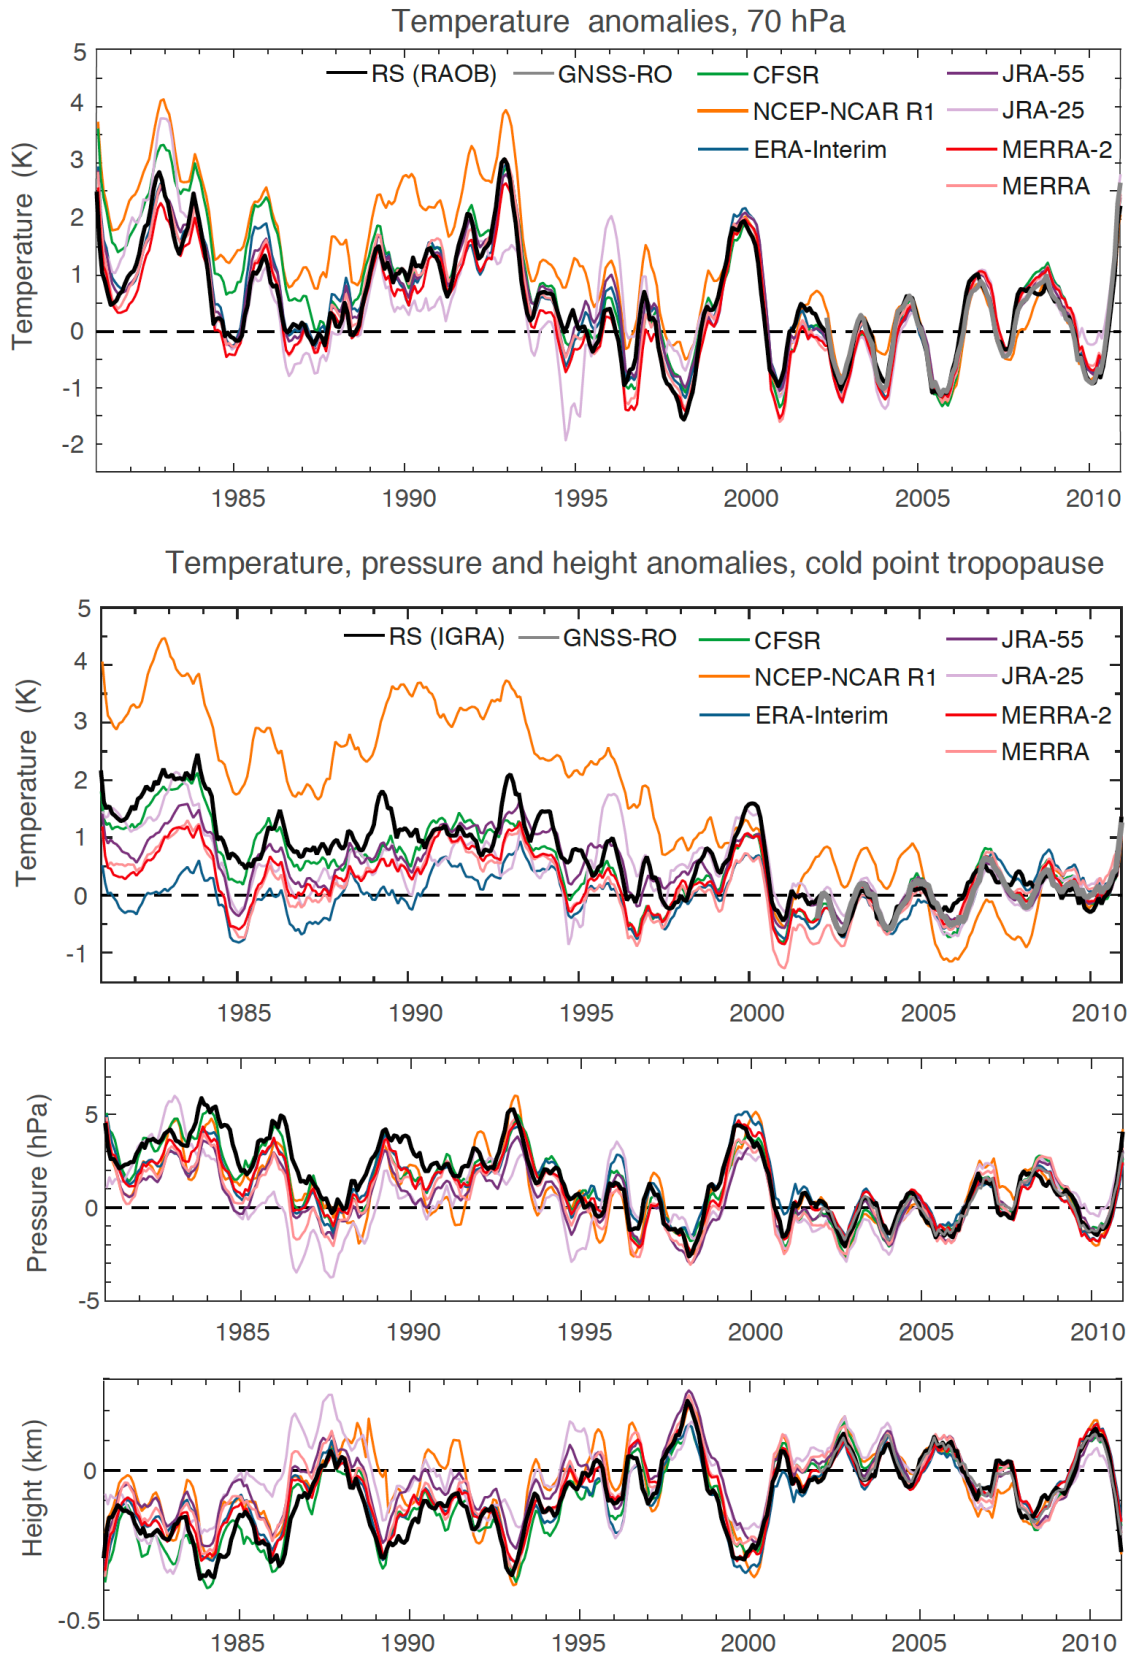 Temperature anomalies, 70 hPa
RS (RAOB) GNSS-RO CFSR JRA-55
NCEP-NCAR R1 JRA-25
ERA-Interim MERRA-2
MERRA
Temperature (K)
5
4
3
2
1
0
-1
-2
1985 1990 1995 2000 2005 2010
Temperature, pressure and height anomalies, cold point tropopause
RS (IGRA) GNSS-RO CFSR JRA-55
NCEP-NCAR R1 JRA-25
ERA-Interim MERRA-2
MERRA
Temperature (K)
5
4
3
2
1
0
-1
1985 1990 1995 2000 2005 2010
Pressure (hPa)
5
0
-5
1985 1990 1995 2000 2005 2010
Height (km)
0
-0.5
1985 1990 1995 2000 2005 2010